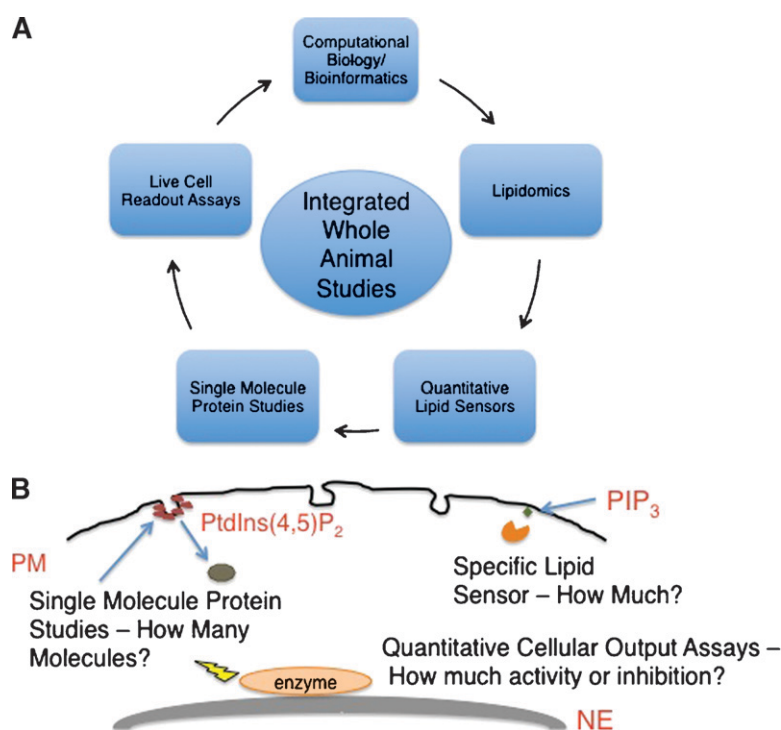 A
Computational
Biology/
Bioinformatics
Live Cell
Readout Assays
Lipidomics
Integrated
Whole
Animal
Studies
Single Molecule
Protein Studies
Quantitative
Lipid Sensors
B
PtdIns(4,5)P2
PIP3
PM
Specific Lipid
Sensor – How Much?
Single Molecule Protein
Studies – How Many
Molecules?
Quantitative Cellular Output Assays –
How much activity or inhibition?
enzyme
NE